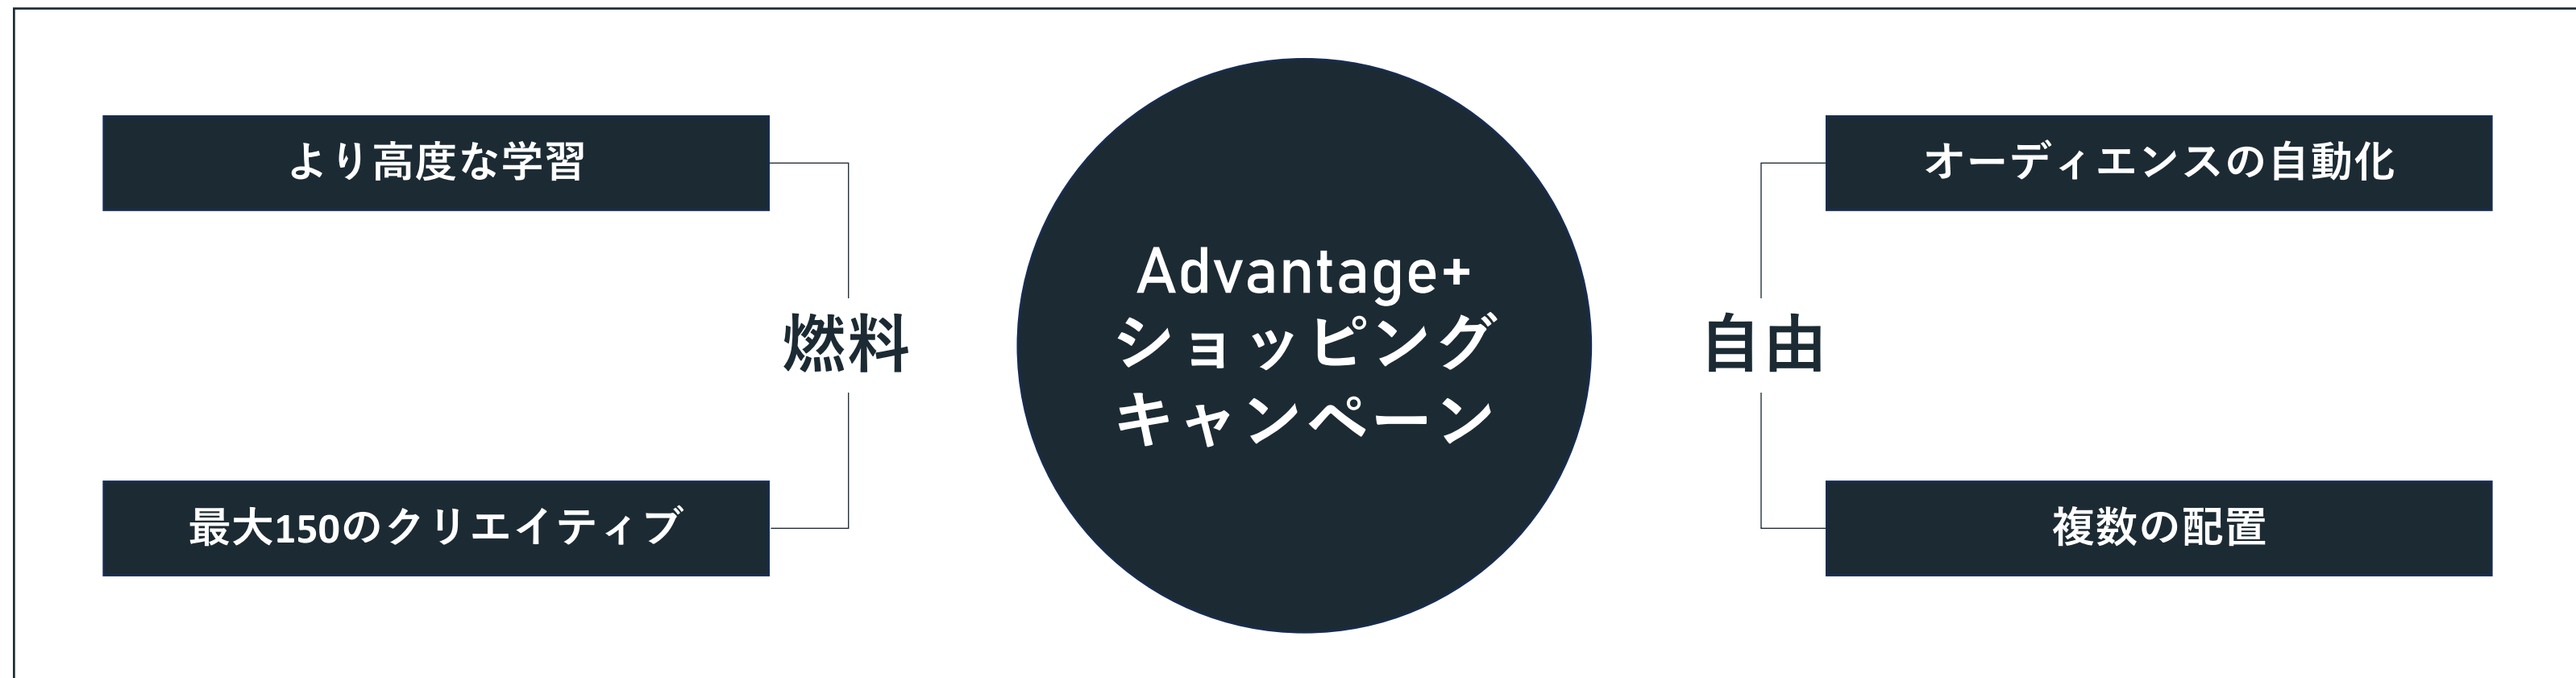 より高度な学習
燃料
最大150のクリエイティブ
Advantage+
ショッピング
キャンペーン
オーディエンスの自動化
自由
複数の配置